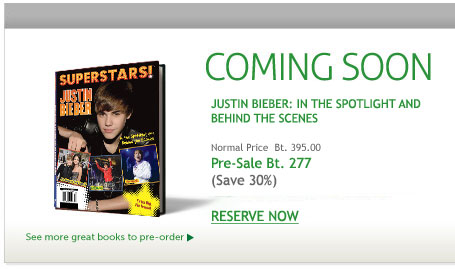 COMING SOON
SUPERSTARS!
JUSTIN
BIEBER
JUSTIN BIEBER: IN THE SPOTLIGHT AND
BEHIND THE SCENES
Normal Price Bt. 395.00
Pre-Sale Bt. 277
(Save 30%)
RESERVE NOW
See more great books to pre-order